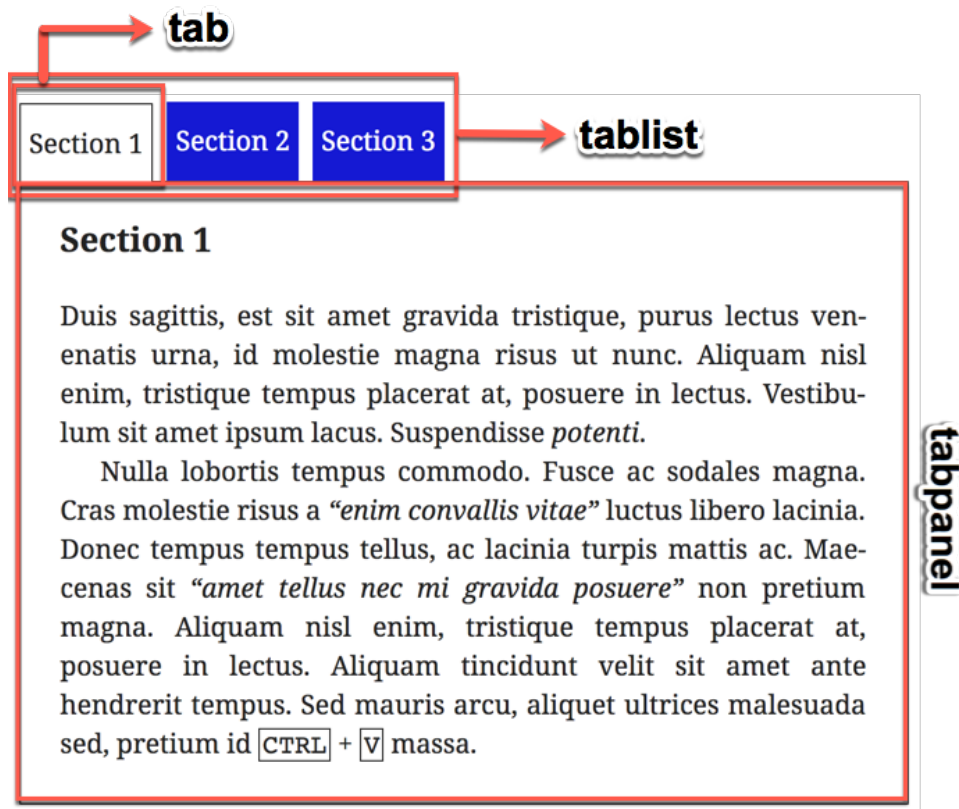 tab
Section 1 Section 2 Section 3
tablist
Section 1
Duis sagittis, est sit amet gravida tristique, purus lectus ven-
enatis urna, id molestie magna risus ut nunc. Aliquam nisl
enim, tristique tempus placerat at, posuere in lectus. Vestibu-
lum sit amet ipsum lacus. Suspendisse potenti.
Nulla lobortis tempus commodo. Fusce ac sodales magna.
Cras molestie risus a “enim convallis vitae” luctus libero lacinia.
Donec tempus tempus tellus, ac lacinia turpis mattis ac. Mae-
cenas sit “amet tellus nec mi gravida posuere” non pretium
magna. Aliquam nisl enim, tristique tempus placerat at,
posuere in lectus. Aliquam tincidunt velit sit amet ante
hendrerit tempus. Sed mauris arcu, aliquet ultrices malesuada
sed, pretium id CTRL + V massa.
tabpanel